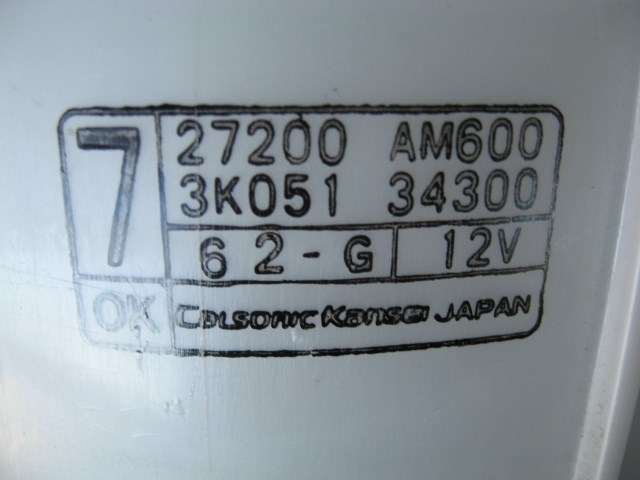 7
27200 AM600
3K051 34300
62-G 12V
OK Calsonic Kansei JAPAN